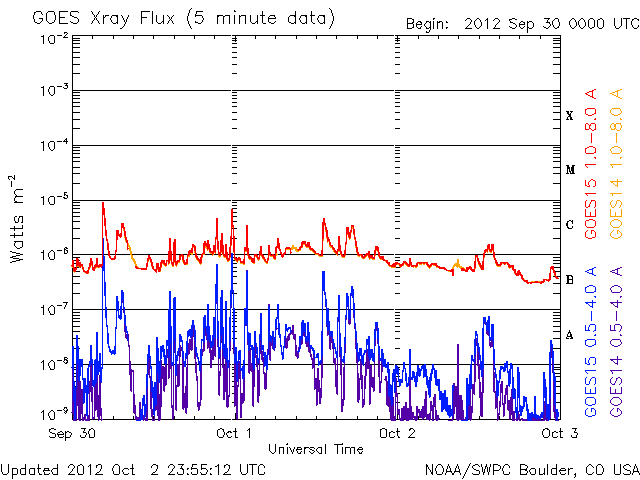 GOES Xray Flux (5 minute data)
Begin: 2012 Sep 30 0000 UTC
10-2
10-3
10-4
10-5
10-6
10-7
10-8
10-9
Watts m-2
X
M
C
B
A
GOES15 1.0-8.0 A
GOES14 1.0-8.0 A
GOES15 0.5-4.0 A
GOES14 0.5-4.0 A
Sep 30
Oct 1
Oct 2
Oct 3
Universal Time
Updated 2012 Oct 2 23:55:12 UTC
NOAA/SWPC Boulder, CO USA